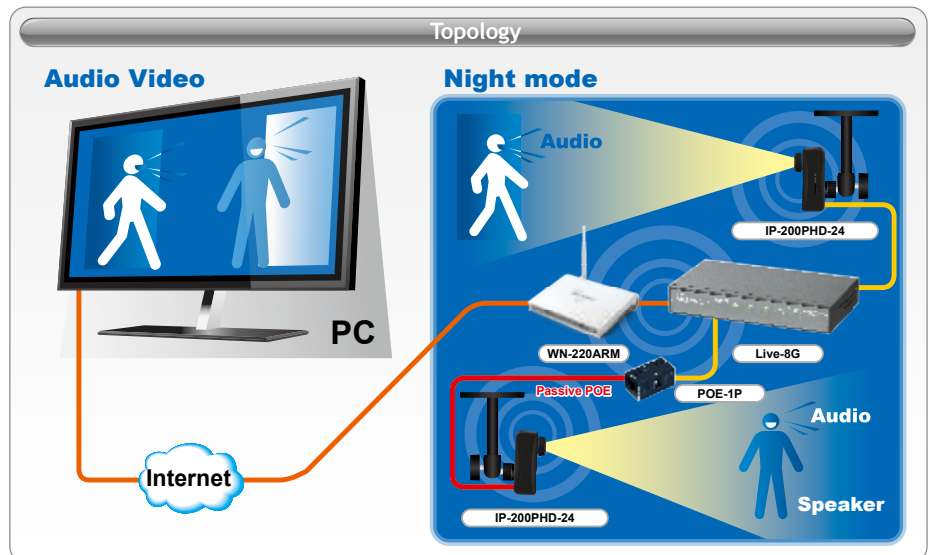 Topology
Audio Video
Night mode
Audio
IP-200PHD-24
PC
WN-220ARM
Live-8G
Passive POE
POE-1P
Audio
Internet
Speaker
IP-200PHD-24